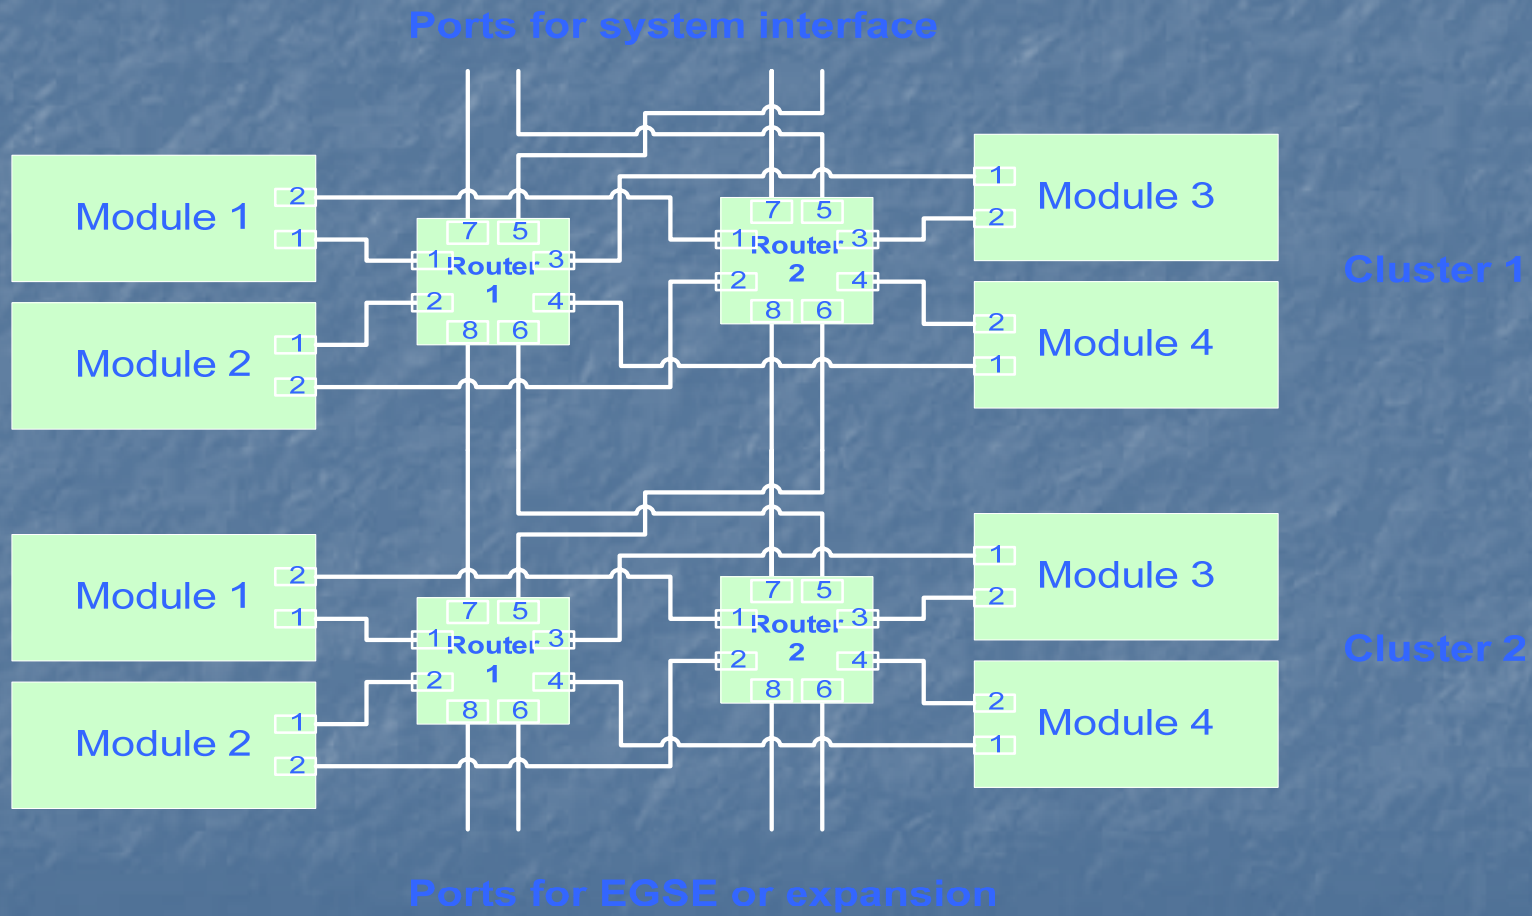 Ports for system interface
Module 1
2
1
Module 2
1
2
7 5
1 3
Router
1
2 4
8 6
7 5
1 3
Router
2
2 4
8 6
1
Module 3
2
2
Module 4
1
Cluster 1
Module 1
2
1
Module 2
1
2
7 5
1 3
Router
1
2 4
8 6
7 5
1 3
Router
2
2 4
8 6
1
Module 3
2
2
Module 4
1
Cluster 2
Ports for EGSE or expansion